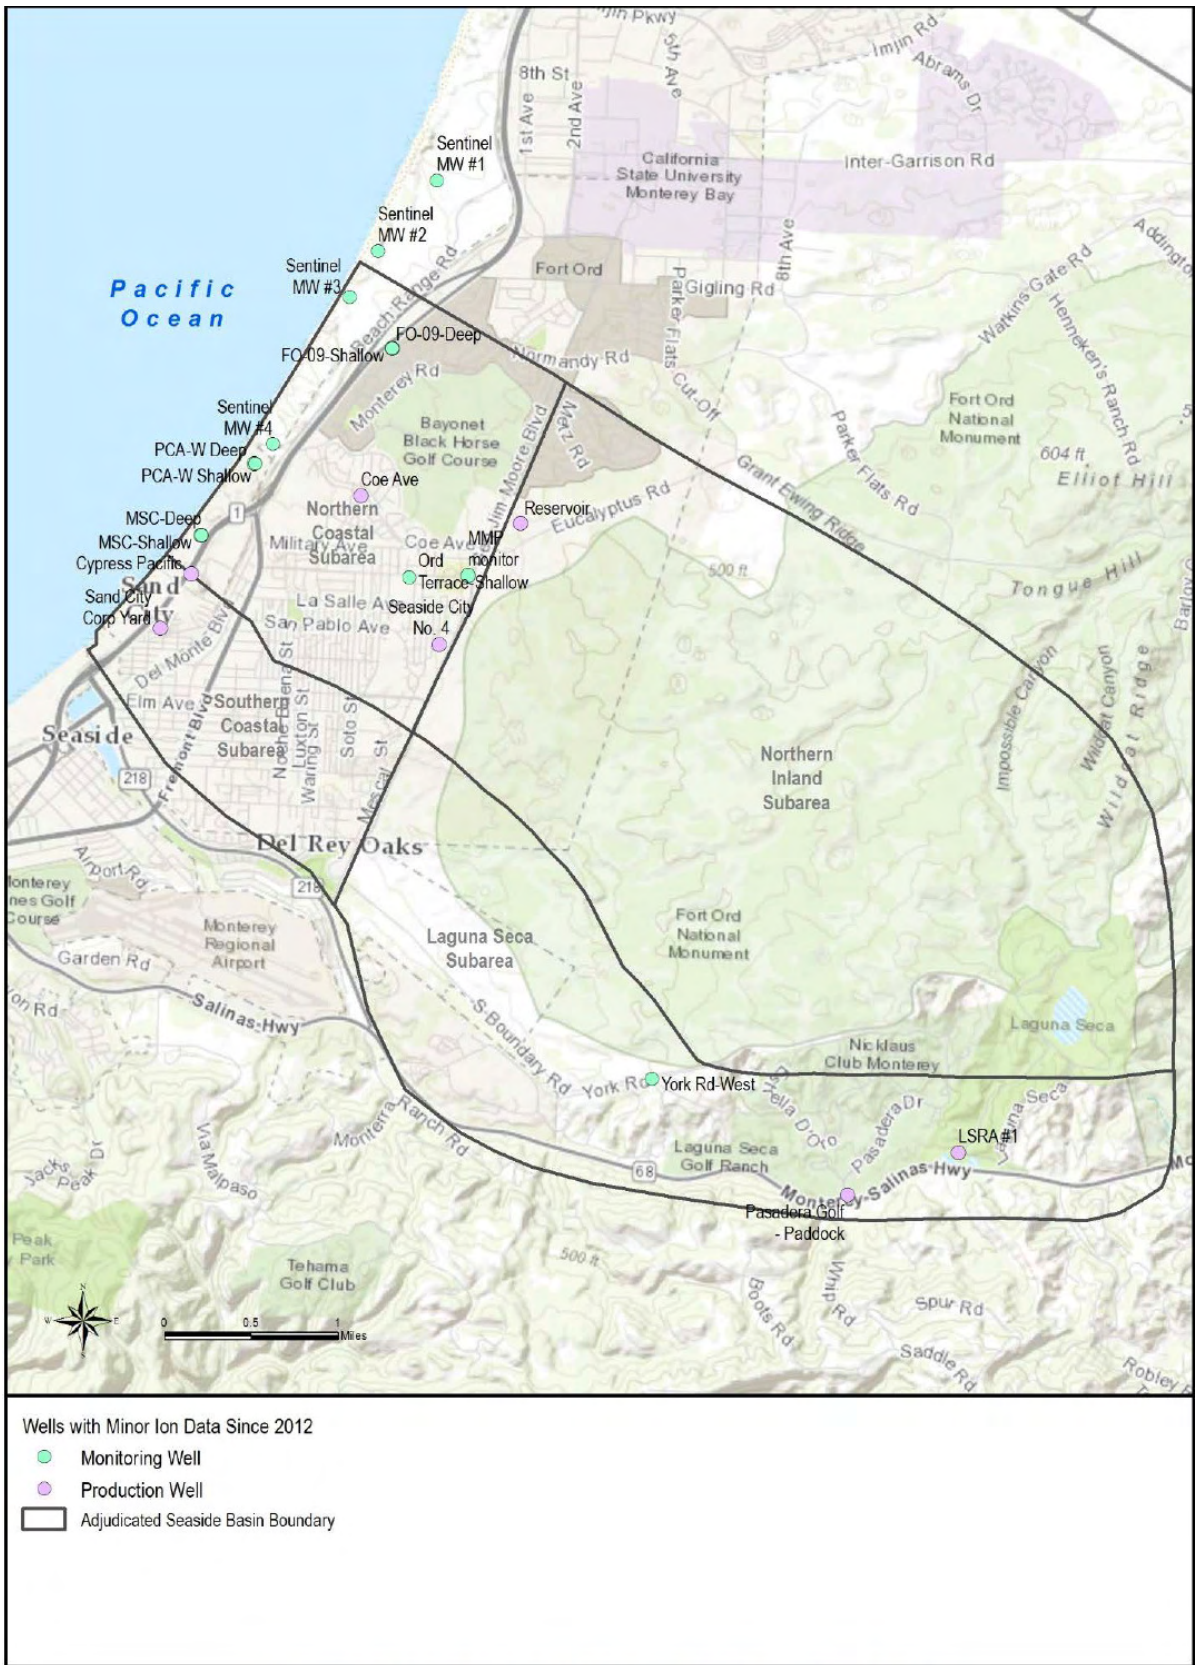 Imjin Rd
Abrams Dr
8th St
5th Ave
1st Ave
2nd Ave
Sentinel
MW #1
California
State University
Monterey Bay
Inter-Garrison Rd
Sentinel
MW #2
8th Ave
Sentinel
MW #3
Pacific
Ocean
Beach Range Rd
Fort Ord
Parker Flats Cut-Off
Gigling Rd
Watkins Gate Rd
Henneken's Ranch Rd
FO-09-Deep
FO-09-Shallow
Normandy Rd
Monterey Rd
Sentinel
MW #4
Bayonet
Black Horse
Golf Course
Jim Moore Blvd
Metz Rd
Fort Ord
National
Monument
Parker Flats Rd
604 ft
Elliot Hill
PCA-W Deep
PCA-W Shallow
Grant Ewing Ridge
Coe Ave
Northern
Coastal
Subarea
Reservoir
Eucalyptus Rd
MSC-Deep
MSC-Shallow
1
Military Ave
Coe Ave
MMP
monitor
500 ft
Cypress Pacific
Ord
Terrace-Shallow
Tongue Hill
Sand
City
Sand City
Corp Yard
La Salle Av
San Pablo Ave
Seaside City
No. 4
Del Monte Blvd
Elm Ave
Southern
Coastal
Subarea
Noche Buena St
Luxton St
Waring St
Soto St
Mescal St
Seaside
218
Fremont Blvd
Northern
Inland
Subarea
Impossible Canyon
Wildcat Canyon
Wildcat Ridge
Del Rey Oaks
Airport Rd
218
Monterey
Regional
Airport
Garden Rd
Salinas-Hwy
Laguna Seca
Subarea
Fort Ord
National
Monument
S-Boundary Rd
Laguna Seca
Nicklaus
Club Monterey
York Rd
York Rd-West
Pasadera Dr
Laguna Seca
LSRA #1
Monterra
Ranch Rd
Via Malpaso
Jacks
Peak Dr
Laguna Seca
Golf Ranch
68
Monterey-Salinas-Hwy
Pasadera Golf
- Paddock
Peak
Park
Tehama
Golf Club
500 ft
Boots Rd
Whip Rd
Spur Rd
Saddle Rd
Robley
N
W
E
S
0
0.5
1
Miles
Wells with Minor Ion Data Since 2012
Monitoring Well
Production Well
Adjudicated Seaside Basin Boundary